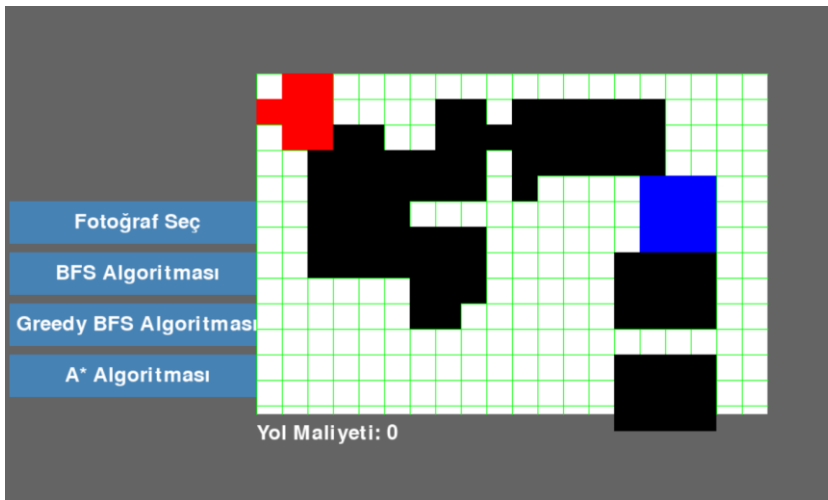 Fotoğraf Seç
BFS Algoritması
Greedy BFS Algoritması
A* Algoritması
Yol Maliyeti: 0